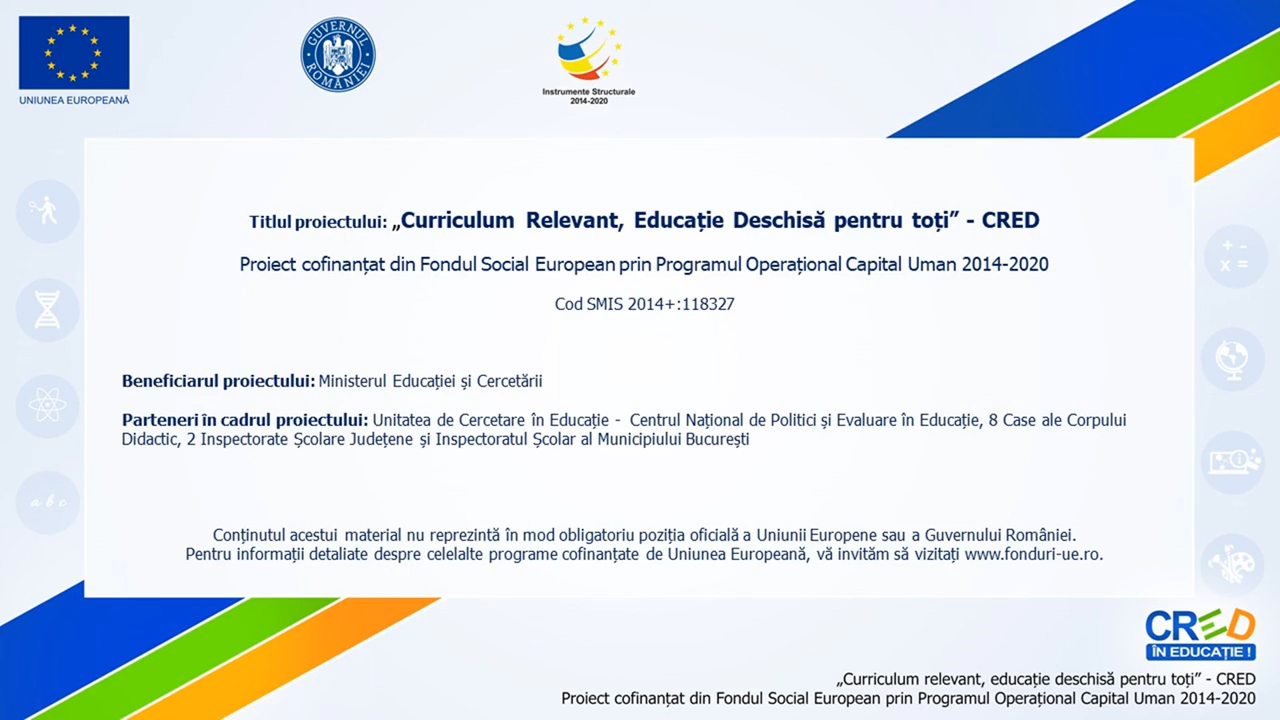 UNIUNEA EUROPEANĂ
GUVERNUL ROMÂNIEI
Instrumente Structurale
2014-2020
Titlul proiectului: „Curriculum Relevant, Educație Deschisă pentru toți” - CRED
Proiect cofinanțat din Fondul Social European prin Programul Operațional Capital Uman 2014-2020
Cod SMIS 2014+:118327
Beneficiarul proiectului: Ministerul Educației și Cercetării
Parteneri în cadrul proiectului: Unitatea de Cercetare în Educație - Centrul Național de Politici și Evaluare în Educație, 8 Case ale Corpului
Didactic, 2 Inspectorate Școlare Județene și Inspectoratul Școlar al Municipiului București
Conținutul acestui material nu reprezintă în mod obligatoriu poziția oficială a Uniunii Europene sau a Guvernului României.
Pentru informații detaliate despre celelalte programe cofinanțate de Uniunea Europeană, vă invităm să vizitați www.fonduri-ue.ro.
+ -
x =
a b c
CRED
ÎN EDUCAȚIE !
„Curriculum relevant, educație deschisă pentru toți” - CRED
Proiect cofinanțat din Fondul Social European prin Programul Operațional Capital Uman 2014-2020